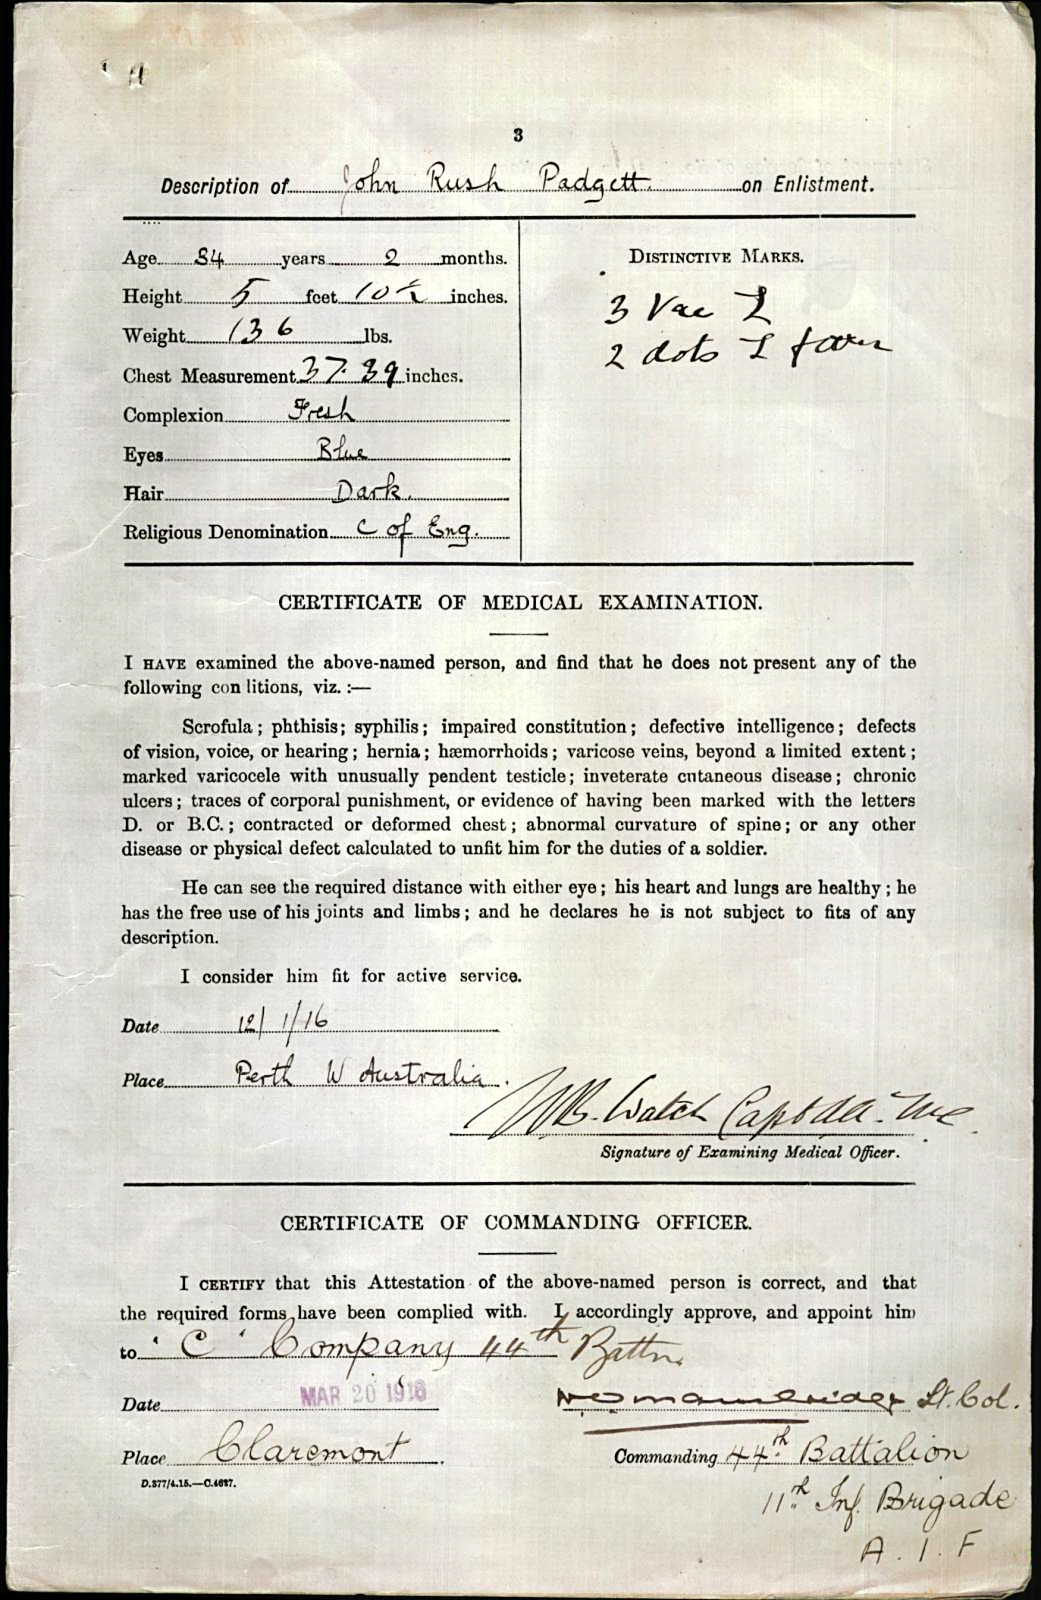 3
Description of John Rush Padgett. on Enlistment.
Age 34 years 2 months.
Height 5 feet 10½ inches.
Weight 136 lbs.
Chest Measurement 37. 39 inches.
Complexion Fresh
Eyes Blue
Hair Dark.
Religious Denomination C of Eng.
DISTINCTIVE MARKS.
3 Vac L
2 dots L
CERTIFICATE OF MEDICAL EXAMINATION.
I HAVE examined the above-named person, and find that he does not present any of the
following con litions, viz. :—
Scrofula ; phthisis ; syphilis ; impaired constitution ; defective intelligence ; defects
of vision, voice, or hearing ; hernia ; hæmorrhoids ; varicose veins, beyond a limited extent ;
marked varicocele with unusually pendent testicle ; inveterate cutaneous disease ; chronic
ulcers ; traces of corporal punishment, or evidence of having been marked with the letters
D. or B.C. ; contracted or deformed chest ; abnormal curvature of spine ; or any other
disease or physical defect calculated to unfit him for the duties of a soldier.
He can see the required distance with either eye ; his heart and lungs are healthy ; he
has the free use of his joints and limbs ; and he declares he is not subject to fits of any
description.
I consider him fit for active service.
Date 12/1/16
Place Perth W Australia.
Capt
Signature of Examining Medical Officer.
CERTIFICATE OF COMMANDING OFFICER.
I CERTIFY that this Attestation of the above-named person is correct, and that
the required forms have been complied with. I accordingly approve, and appoint him
to 'C' Company 44th Battn.
Date MAR 20 1916
Lt. Col.
Place Claremont.
Commanding 44th Battalion
11th Inf. Brigade
A. I. F
D.377/4.15.—C.4687.